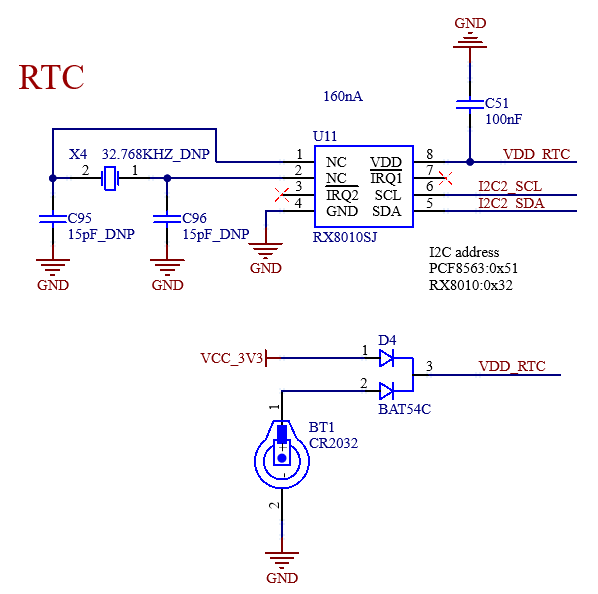 GND
RTC
160nA
C51
100nF
U11
X4 32.768KHZ_DNP
2 1
1 NC VDD 8 VDD_RTC
2 NC IRQ1 7
3 IRQ2 SCL 6 I2C2_SCL
4 GND SDA 5 I2C2_SDA
C95 C96
15pF_DNP 15pF_DNP
RX8010SJ
GND GND GND
I2C address
PCF8563:0x51
RX8010:0x32
D4
VCC_3V3 1
3 VDD_RTC
2
BAT54C
1
BT1
CR2032
+
-
2
GND